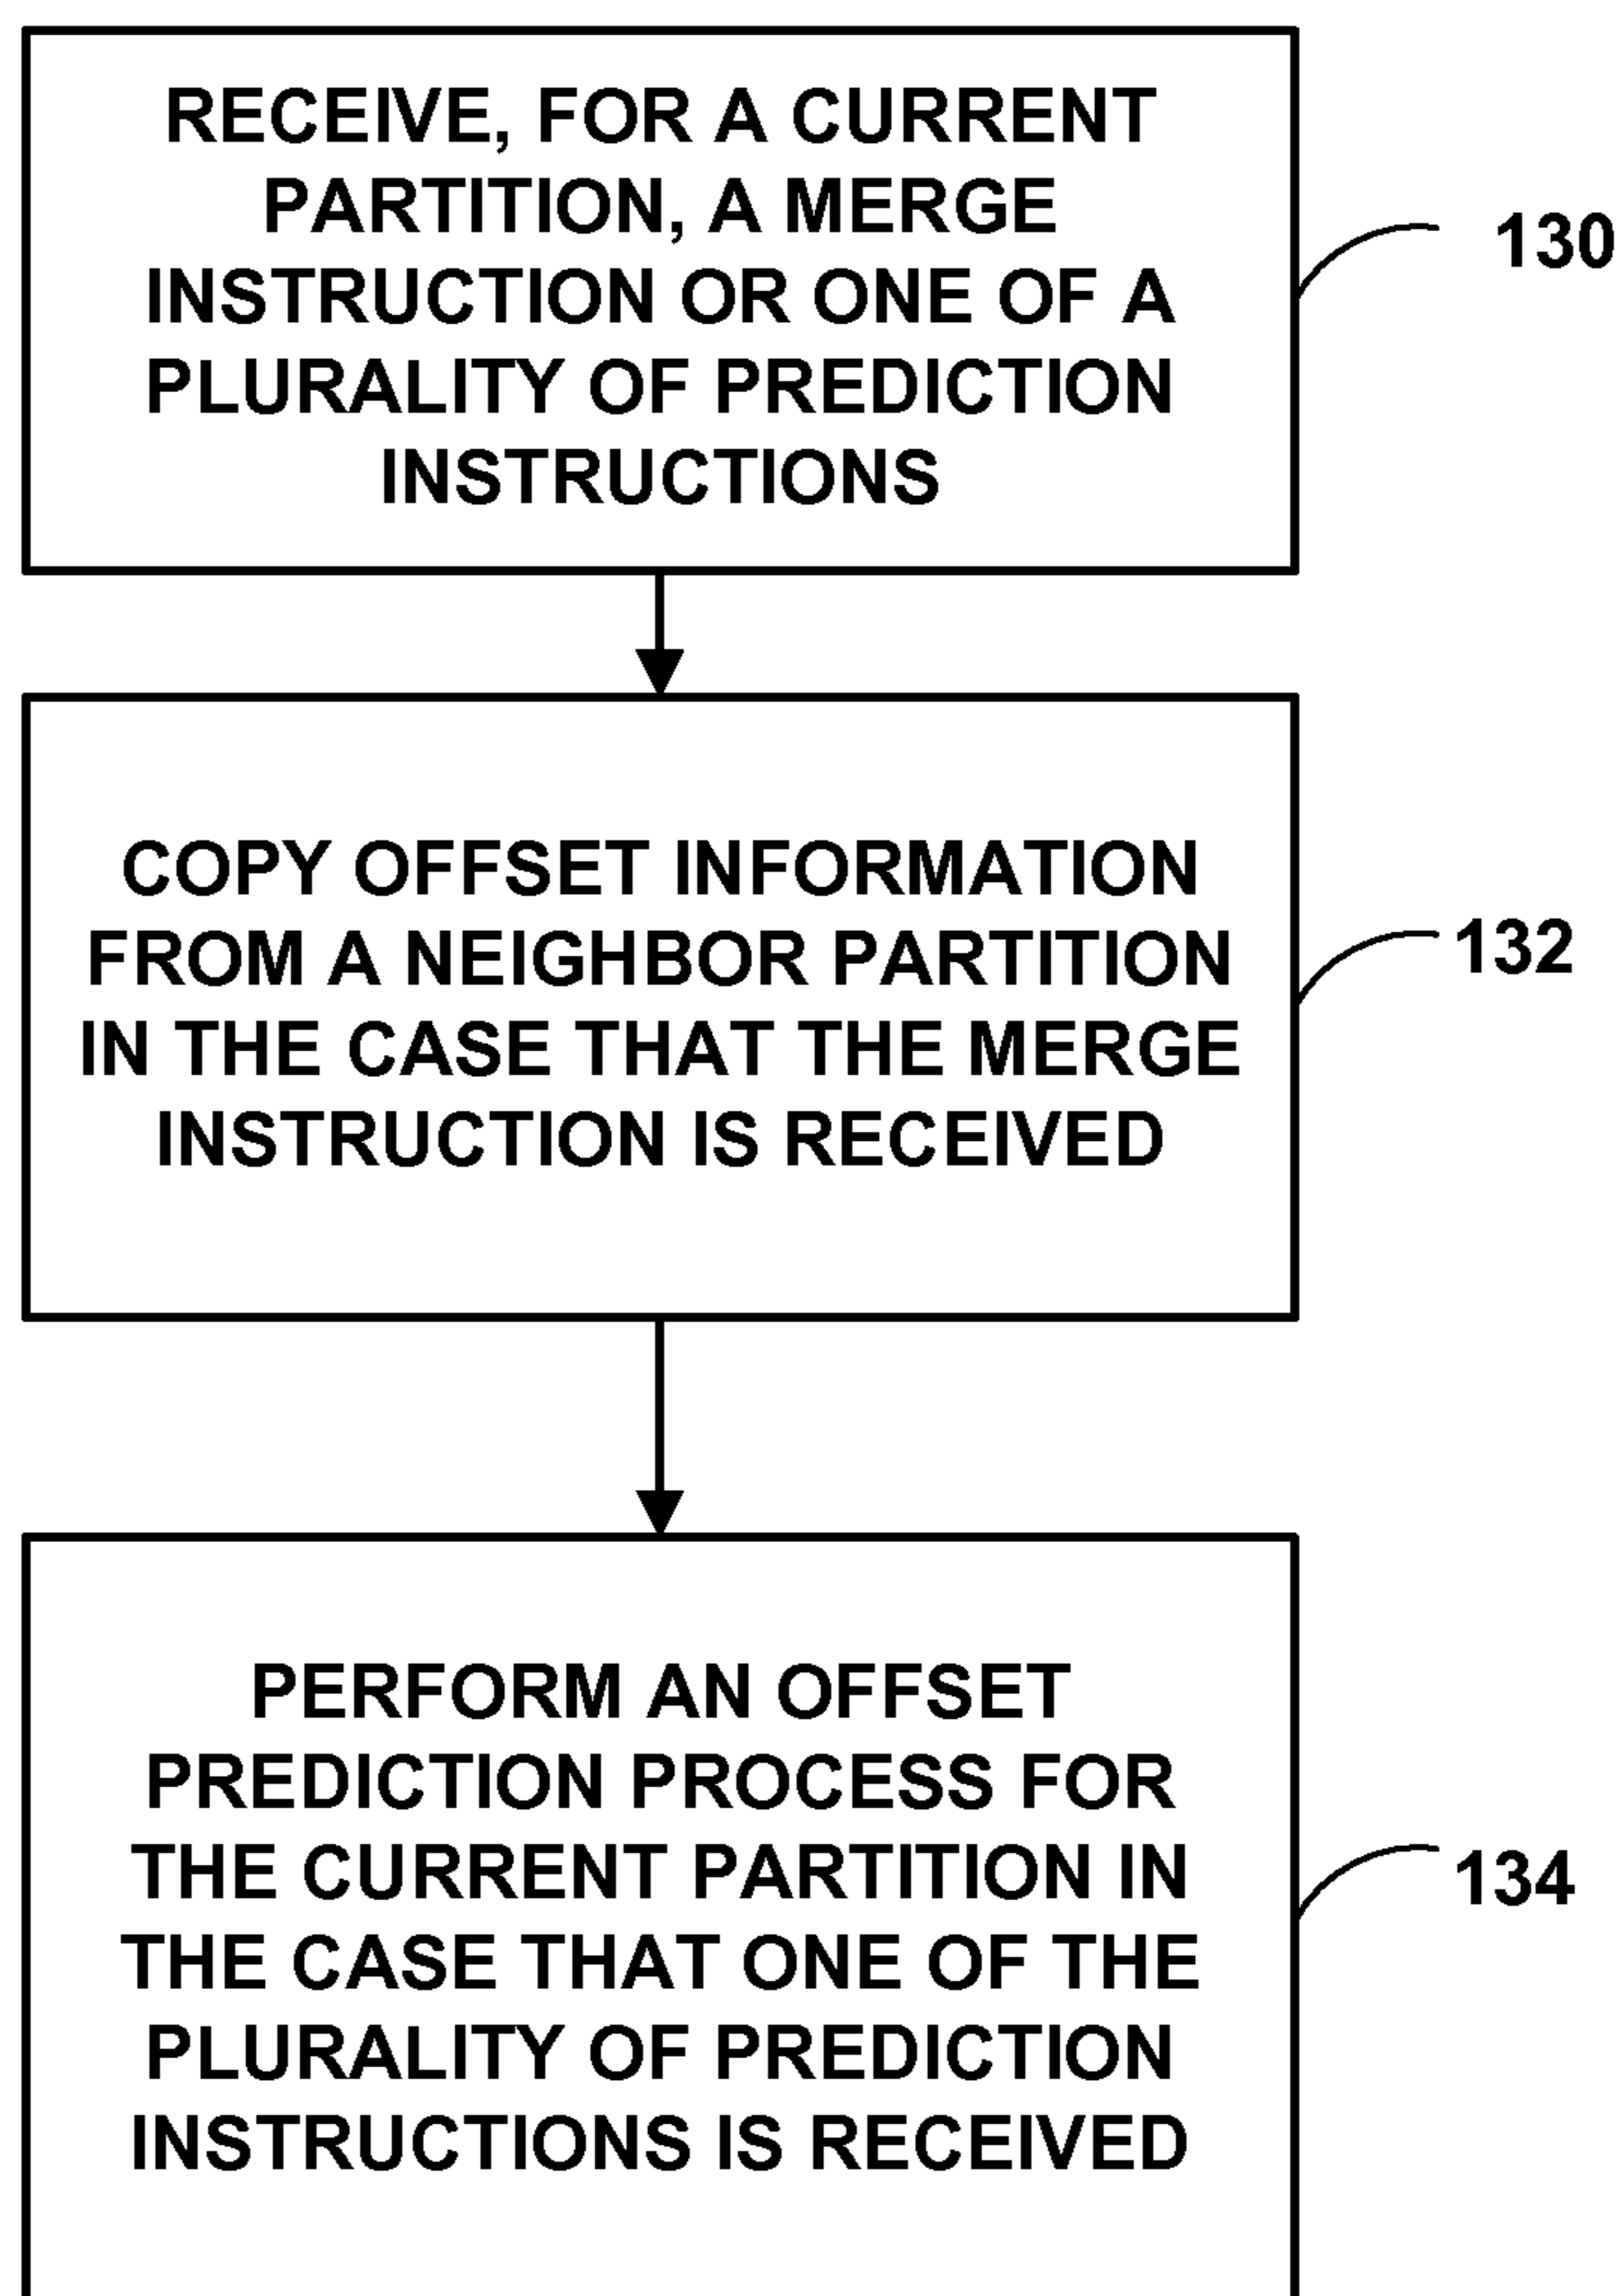 RECEIVE, FOR A CURRENT
PARTITION, A MERGE
INSTRUCTION OR ONE OF A
PLURALITY OF PREDICTION
INSTRUCTIONS
130
COPY OFFSET INFORMATION
FROM A NEIGHBOR PARTITION
IN THE CASE THAT THE MERGE
INSTRUCTION IS RECEIVED
132
PERFORM AN OFFSET
PREDICTION PROCESS FOR
THE CURRENT PARTITION IN
THE CASE THAT ONE OF THE
PLURALITY OF PREDICTION
INSTRUCTIONS IS RECEIVED
134